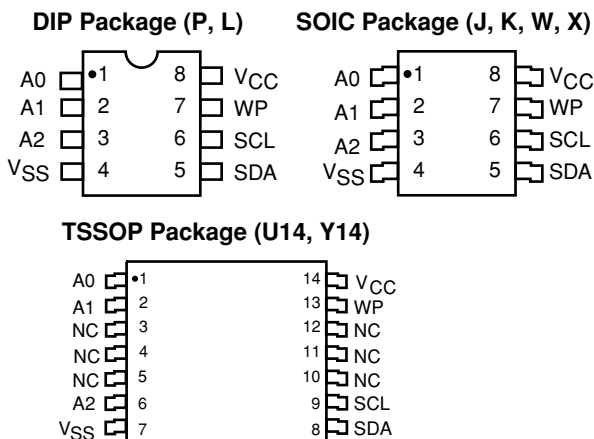 DIP Package (P, L)
A0 •1 8 VCC
A1 2 7 WP
A2 3 6 SCL
VSS 4 5 SDA
SOIC Package (J, K, W, X)
A0 •1 8 VCC
A1 2 7 WP
A2 3 6 SCL
VSS 4 5 SDA
TSSOP Package (U14, Y14)
A0 •1 14 VCC
A1 2 13 WP
NC 3 12 NC
NC 4 11 NC
NC 5 10 NC
A2 6 9 SCL
VSS 7 8 SDA